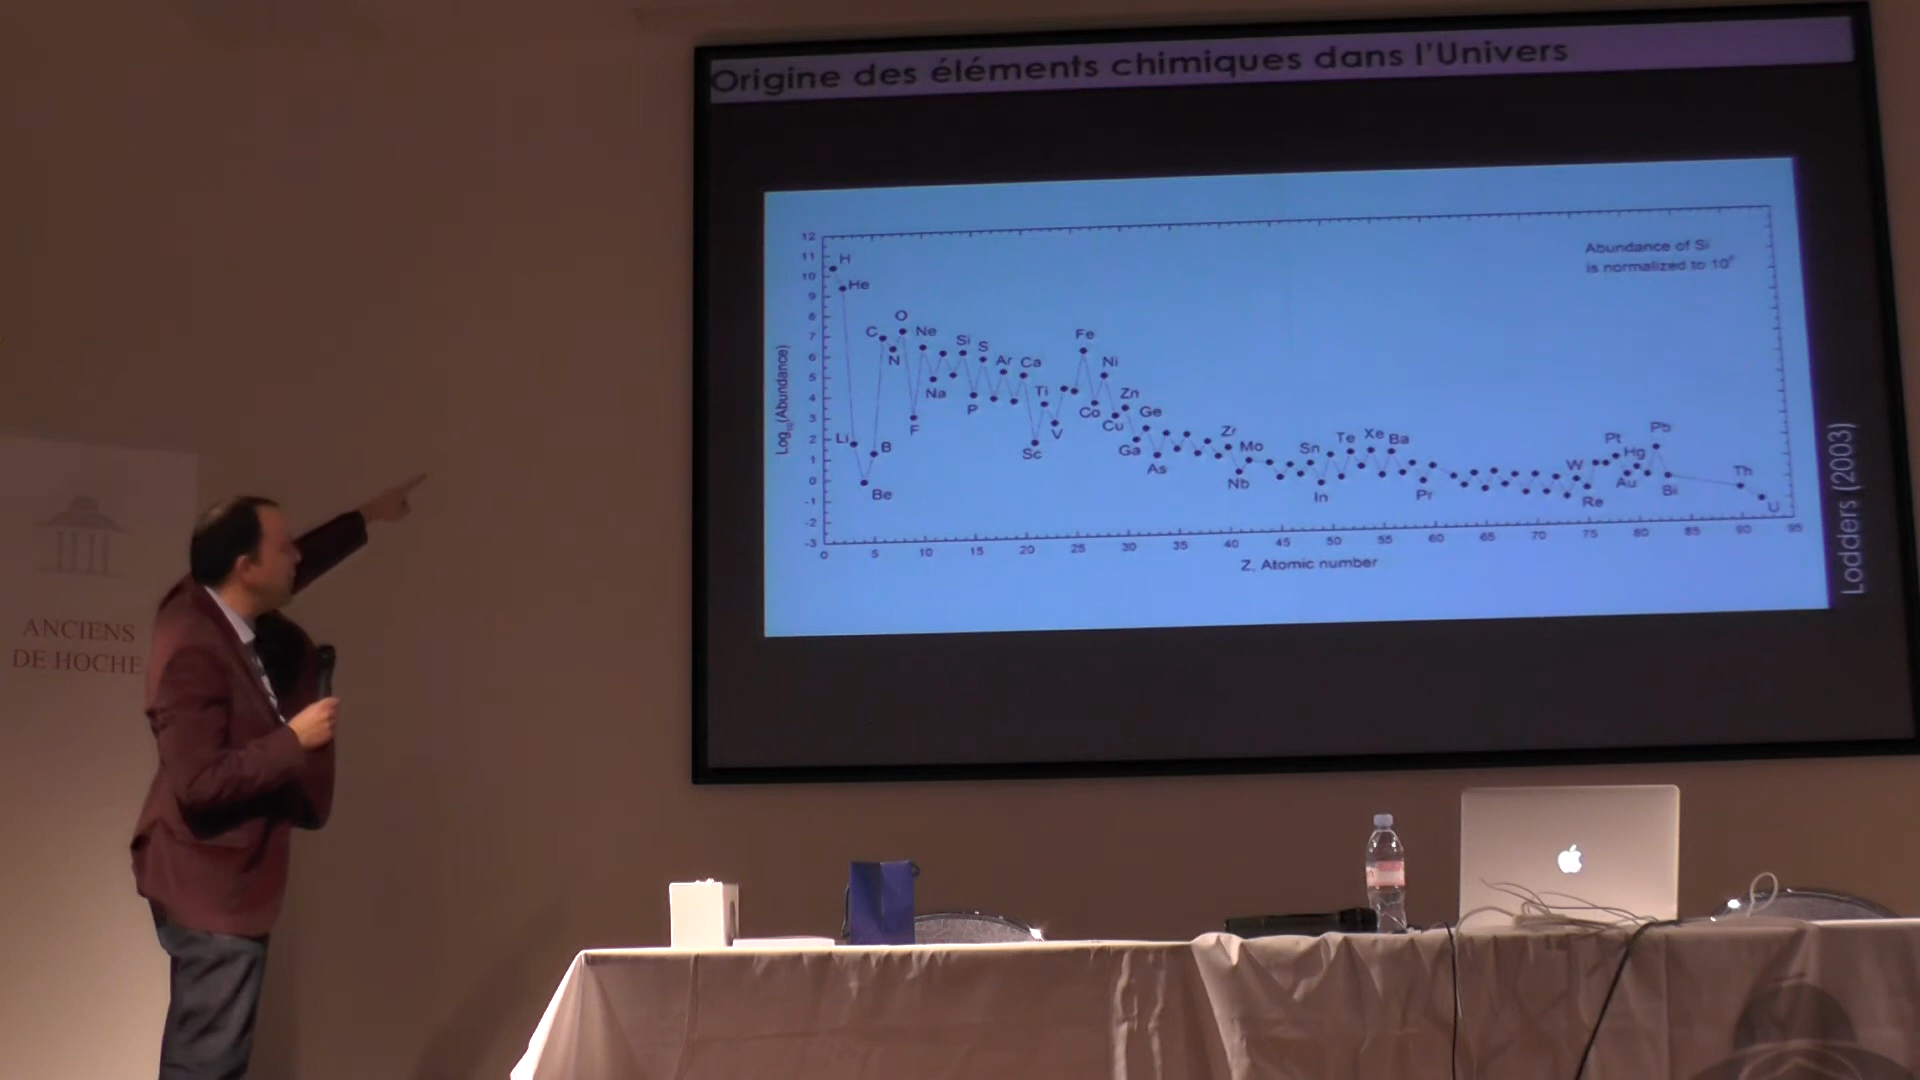 Origine des éléments chimiques dans l'Univers
Abundance of Si
is normalized to 10⁶
12
11
10
9
8
7
6
5
4
3
2
1
0
-1
-2
-3
Log₁₀(Abundance)
H
He
Li
Be
B
C
N
O
F
Ne
Na
Si
P
S
Ar
Ca
Sc
Ti
V
Fe
Co
Ni
Cu
Zn
Ga
Ge
As
Zr
Nb
Mo
In
Sn
Te
Xe
Ba
Pr
W
Re
Pt
Au
Hg
Pb
Bi
Th
U
0 5 10 15 20 25 30 35 40 45 50 55 60 65 70 75 80 85 90 95
Z, Atomic number
Lodders (2003)
ANCIENS
DE HOCHE